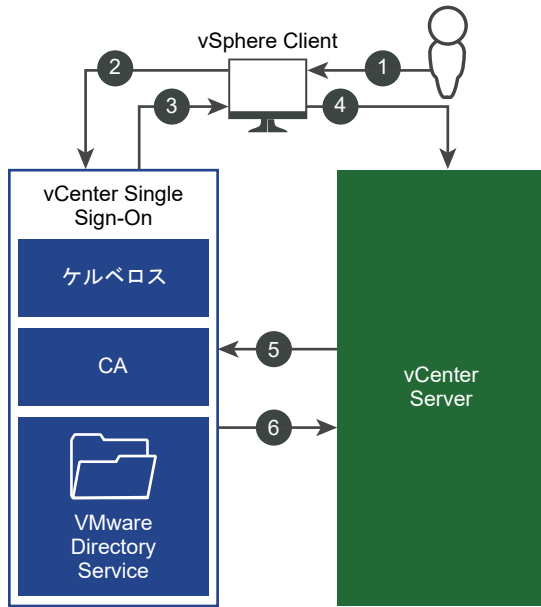 vSphere Client
1
2
3
4
vCenter Single
Sign-On
ケルベロス
CA
VMware
Directory
Service
5
6
vCenter
Server